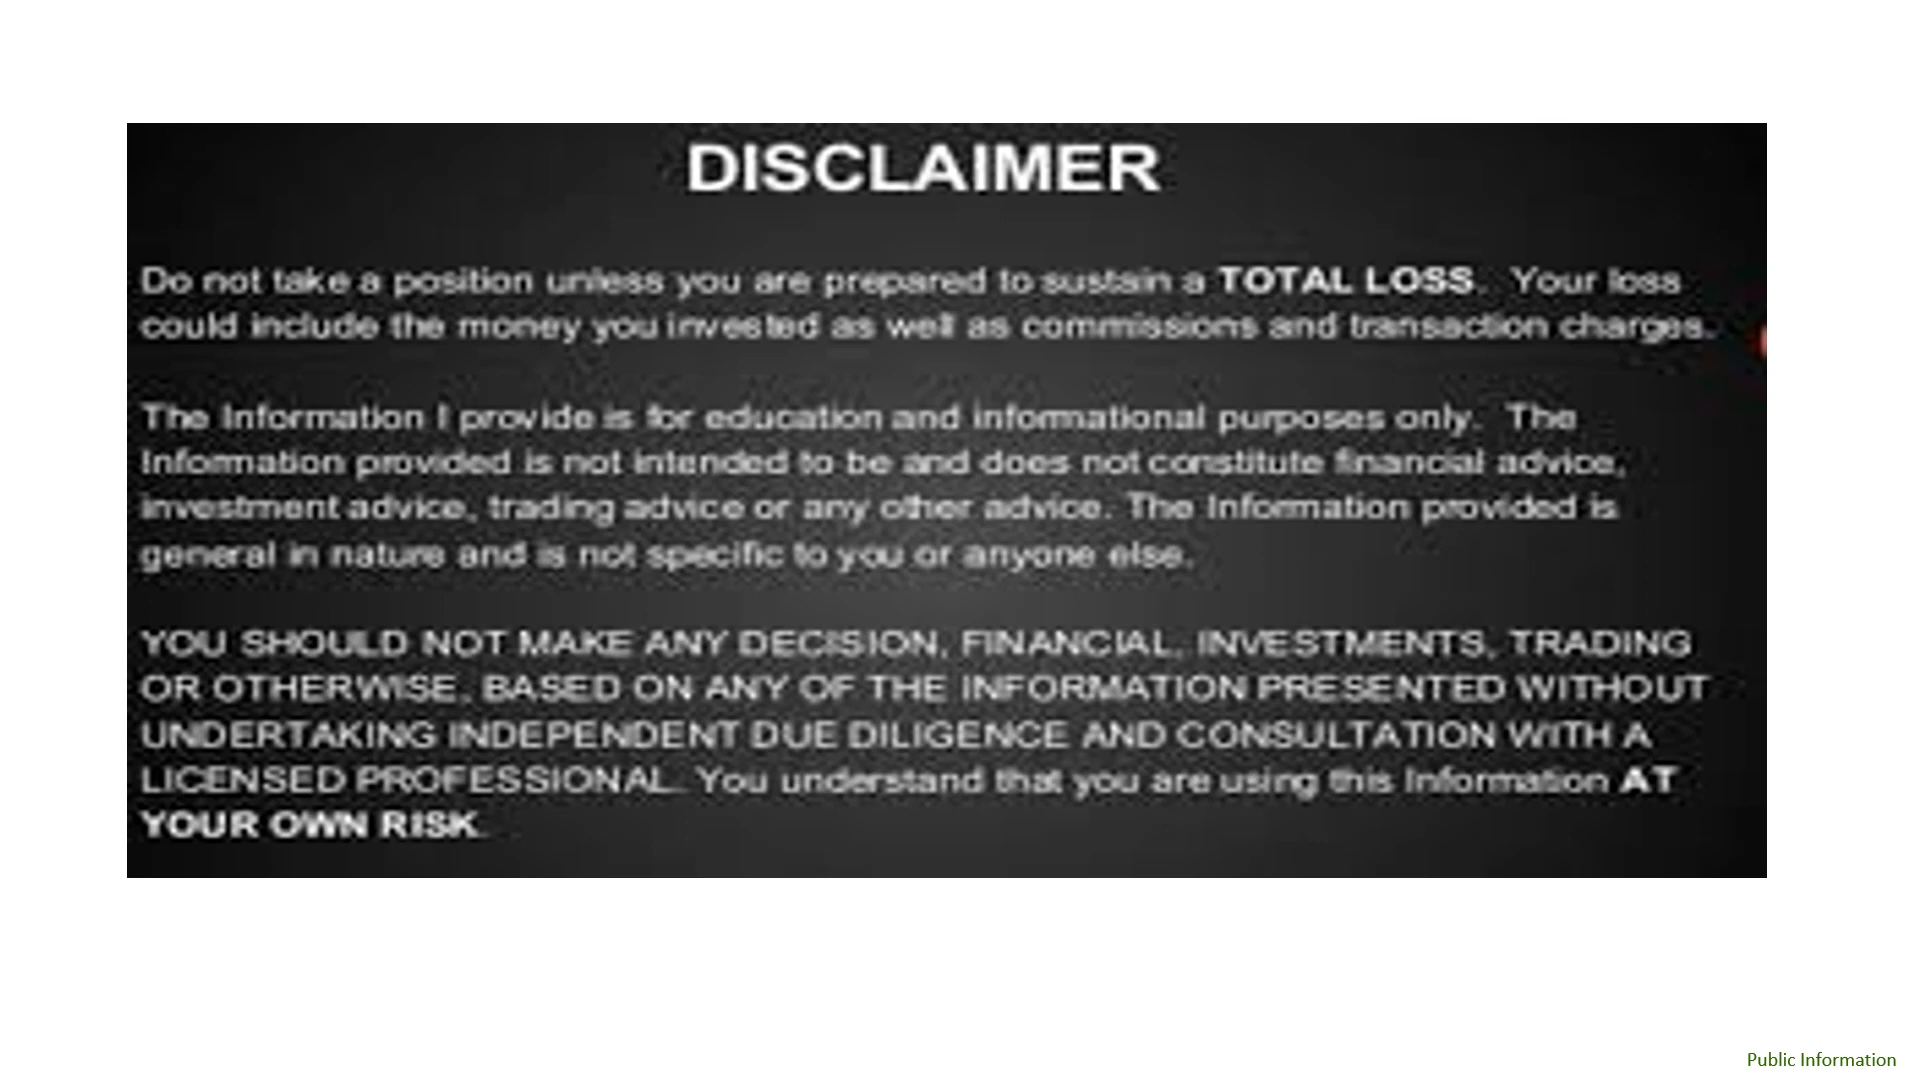 DISCLAIMER
Do not take a position unless you are prepared to sustain a TOTAL LOSS. Your loss
could include the money you invested as well as commissions and transaction charges.
The Information I provide is for education and informational purposes only. The
Information provided is not intended to be and does not constitute financial advice,
investment advice, trading advice or any other advice. The Information provided is
general in nature and is not specific to you or anyone else.
YOU SHOULD NOT MAKE ANY DECISION, FINANCIAL, INVESTMENTS, TRADING
OR OTHERWISE, BASED ON ANY OF THE INFORMATION PRESENTED WITHOUT
UNDERTAKING INDEPENDENT DUE DILIGENCE AND CONSULTATION WITH A
LICENSED PROFESSIONAL. You understand that you are using this Information AT
YOUR OWN RISK.
Public Information